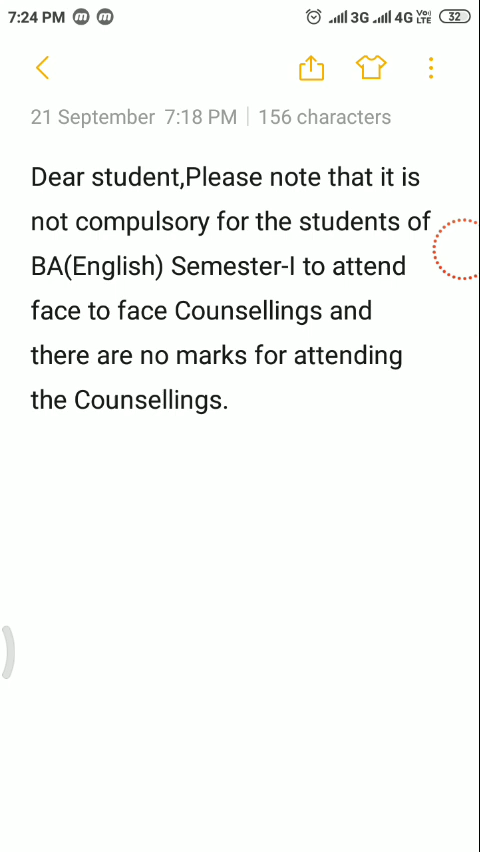 7:24 PM m m 3G 4G Vo) LTE 32
21 September 7:18 PM | 156 characters
Dear student,Please note that it is
not compulsory for the students of
BA(English) Semester-I to attend
face to face Counsellings and
there are no marks for attending
the Counsellings.